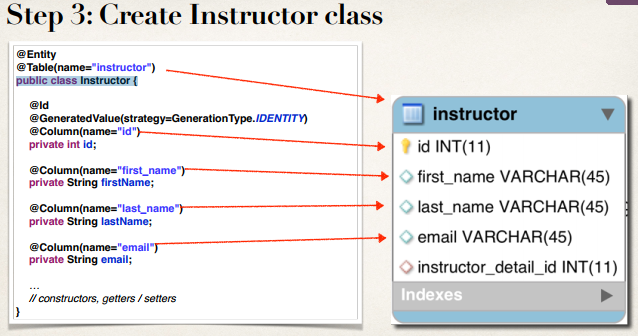 Step 3: Create Instructor class
@Entity
@Table(name="instructor")
public class Instructor {
@Id
@GeneratedValue(strategy=GenerationType.IDENTITY)
@Column(name="id")
private int id;
@Column(name="first_name")
private String firstName;
@Column(name="last_name")
private String lastName;
@Column(name="email")
private String email;
...
// constructors, getters / setters
}
instructor
id INT(11)
first_name VARCHAR(45)
last_name VARCHAR(45)
email VARCHAR(45)
instructor_detail_id INT(11)
Indexes